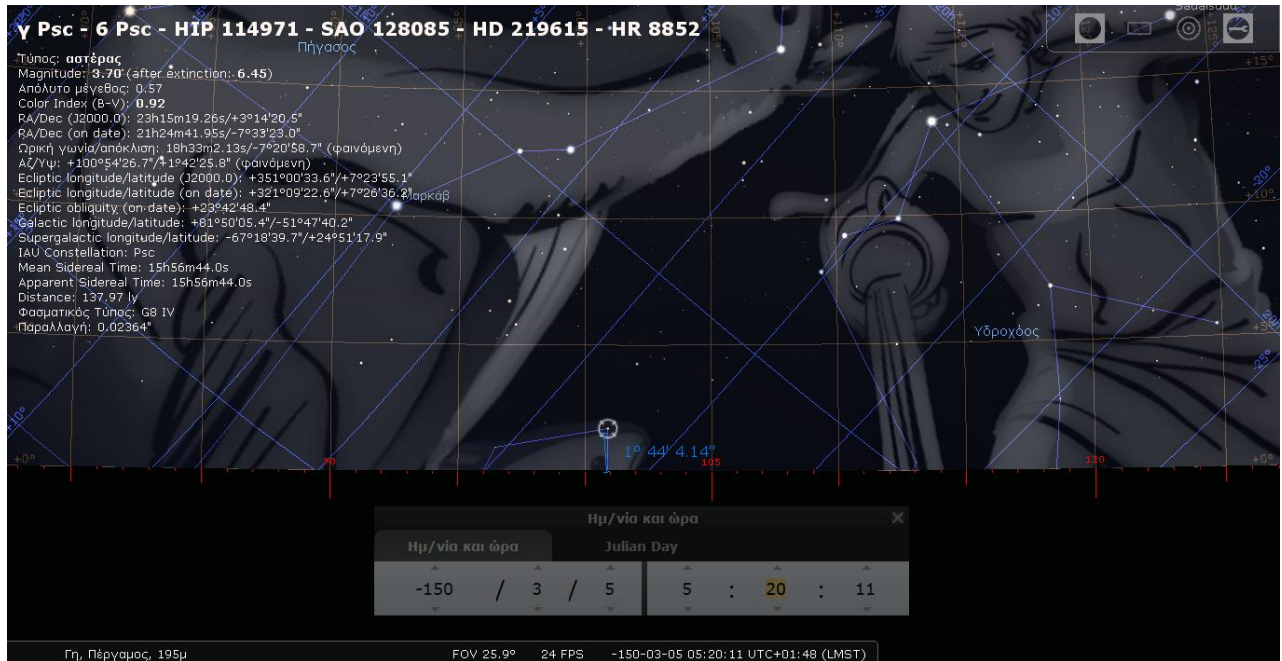 γ Psc - 6 Psc - HIP 114971 - SAO 128085 - HD 219615 - HR 8852
Πήγασος
Τύπος: αστέρας
Magnitude: 3.70 (after extinction: 6.45)
Απόλυτο μέγεθος: 0.57
Color Index (B-V): 0.92
RA/Dec (J2000.0): 23h15m19.26s/+3°14'20.5"
RA/Dec (on date): 21h24m41.95s/-7°33'23.0"
Ωρική γωνία/απόκλιση: 18h33m2.13s/-7°20'58.7" (φαινόμενη)
Αζ/Υψ: +100°54'26.7"/+1°42'25.8" (φαινόμενη)
Ecliptic longitude/latitude (J2000.0): +351°00'33.6"/+7°23'55.1"
Ecliptic longitude/latitude (on date): +321°09'22.6"/+7°26'36.2"
Μαρκάβ
Ecliptic obliquity (on date): +23°42'48.4"
Galactic longitude/latitude: +81°50'05.4"/-51°47'40.2"
Supergalactic longitude/latitude: -67°18'39.7"/+24°51'17.9"
IAU Constellation: Psc
Mean Sidereal Time: 15h56m44.0s
Apparent Sidereal Time: 15h56m44.0s
Distance: 137.97 ly
Φασματικός Τύπος: G8 IV
Παραλλαγή: 0.02364"
+15°
-20°
+10°
+5°
-25°
Υδροχόος
+10°
1° 44' 4.14"
+0°
90
105
120
+0°
Ημ/νία και ώρα
Ημ/νία και ώρα Julian Day
-150 / 3 / 5 5 : 20 : 11
Γη, Πέργαμος, 195μ FOV 25.9° 24 FPS -150-03-05 05:20:11 UTC+01:48 (LMST)